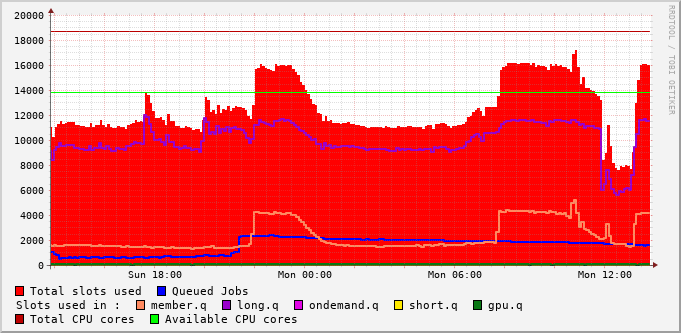 20000
18000
16000
14000
12000
10000
8000
6000
4000
2000
0
Sun 18:00 Mon 00:00 Mon 06:00 Mon 12:00
RRDTOOL / TOBI OETIKER
Total slots used Queued Jobs
Slots used in : member.q long.q ondemand.q short.q gpu.q
Total CPU cores Available CPU cores